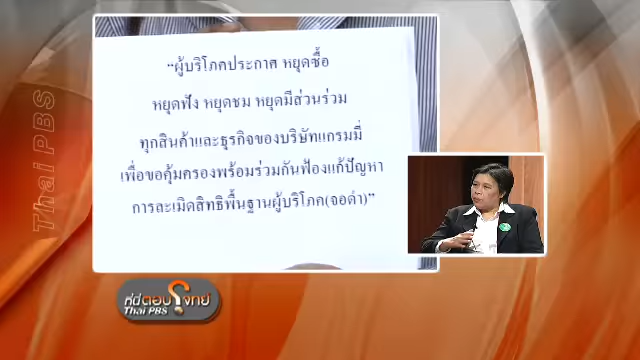 Thai PBS
“ผู้บริโภคประกาศ หยุดซื้อ
หยุดฟัง หยุดชม หยุดมีส่วนร่วม
ทุกสินค้าและธุรกิจของบริษัทแกรมมี่
เพื่อขอคุ้มครองพร้อมร่วมกันฟ้องแก้ปัญหา
การละเมิดสิทธิพื้นฐานผู้บริโภค(จอดำ)”
ที่นี่ตอบโจทย์
Thai PBS